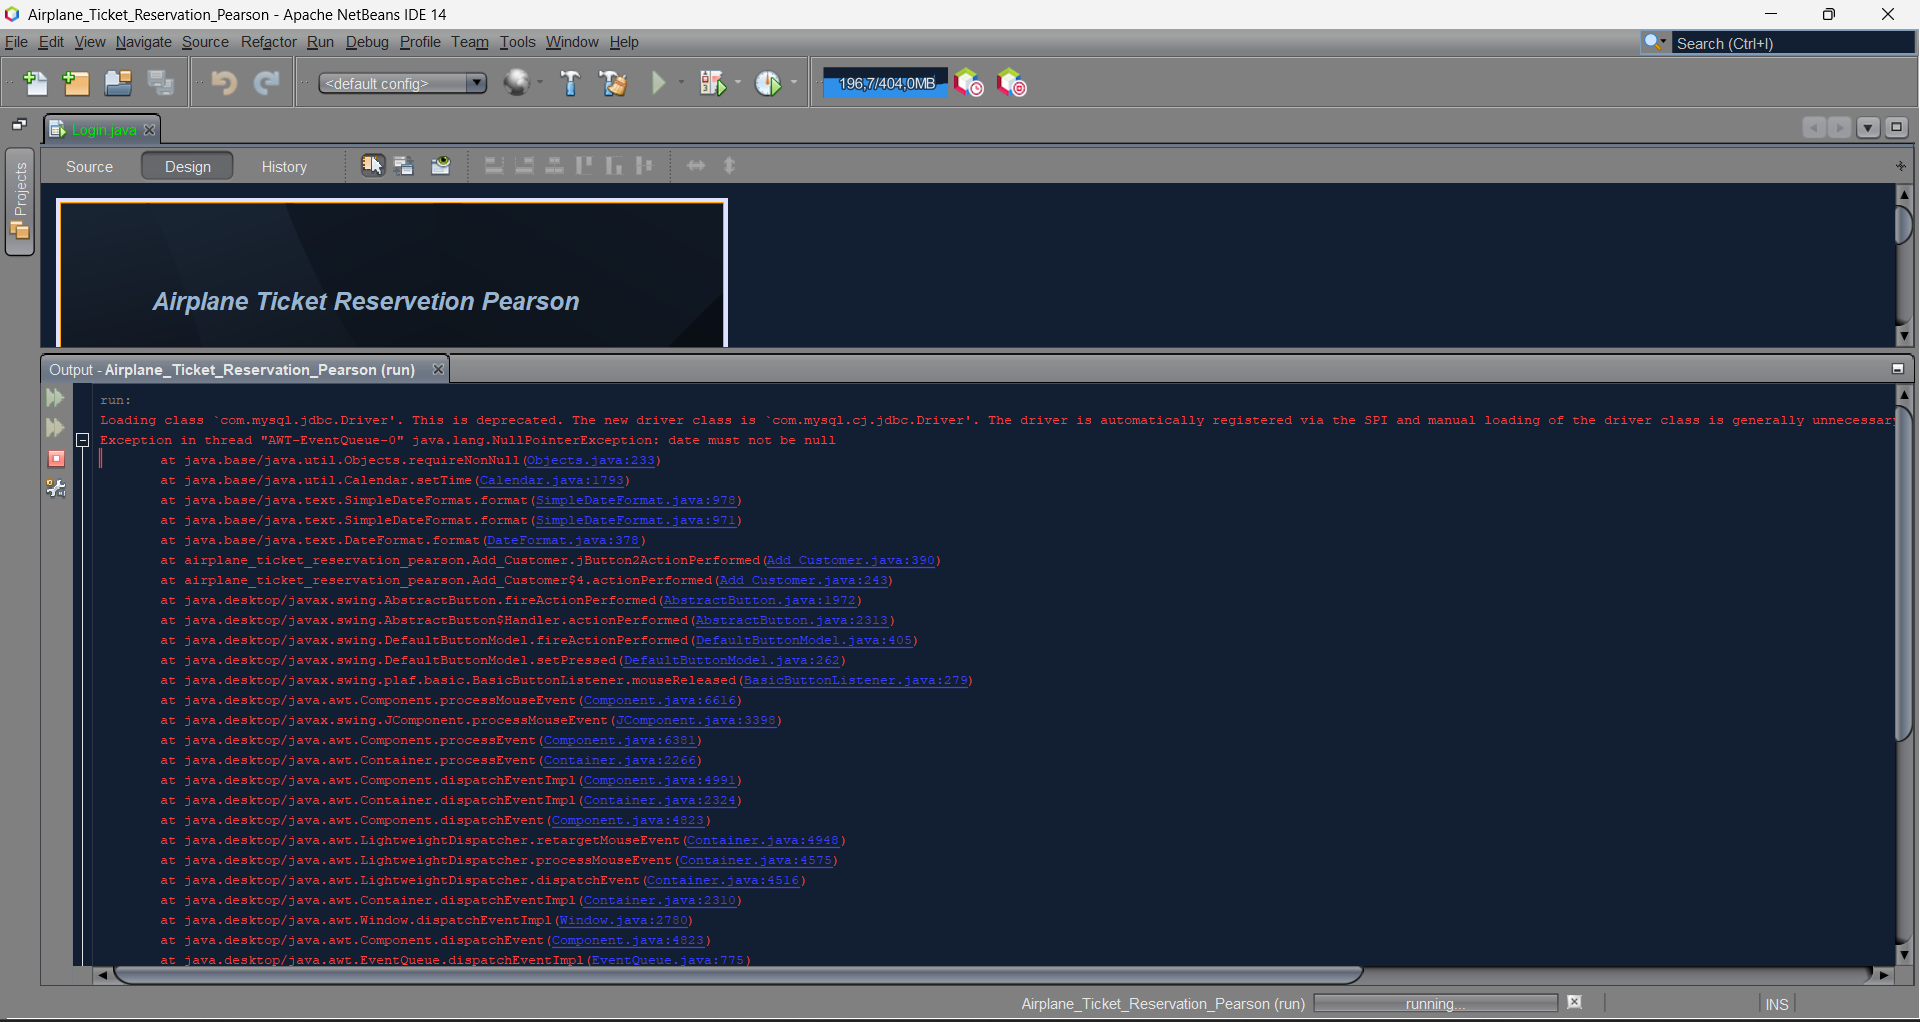 Airplane_Ticket_Reservation_Pearson - Apache NetBeans IDE 14
File Edit View Navigate Source Refactor Run Debug Profile Team Tools Window Help
Search (Ctrl+I)
<default config>
196,7/404,0MB
Login.java
Projects
Source Design History
Airplane Ticket Reservetion Pearson
Output - Airplane_Ticket_Reservation_Pearson (run)
run:
Loading class `com.mysql.jdbc.Driver'. This is deprecated. The new driver class is `com.mysql.cj.jdbc.Driver'. The driver is automatically registered via the SPI and manual loading of the driver class is generally unnecessary
Exception in thread "AWT-EventQueue-0" java.lang.NullPointerException: date must not be null
at java.base/java.util.Objects.requireNonNull(Objects.java:233)
at java.base/java.util.Calendar.setTime(Calendar.java:1793)
at java.base/java.text.SimpleDateFormat.format(SimpleDateFormat.java:978)
at java.base/java.text.SimpleDateFormat.format(SimpleDateFormat.java:971)
at java.base/java.text.DateFormat.format(DateFormat.java:378)
at airplane_ticket_reservation_pearson.Add_Customer.jButton2ActionPerformed(Add_Customer.java:390)
at airplane_ticket_reservation_pearson.Add_Customer$4.actionPerformed(Add_Customer.java:243)
at java.desktop/javax.swing.AbstractButton.fireActionPerformed(AbstractButton.java:1972)
at java.desktop/javax.swing.AbstractButton$Handler.actionPerformed(AbstractButton.java:2313)
at java.desktop/javax.swing.DefaultButtonModel.fireActionPerformed(DefaultButtonModel.java:405)
at java.desktop/javax.swing.DefaultButtonModel.setPressed(DefaultButtonModel.java:262)
at java.desktop/javax.swing.plaf.basic.BasicButtonListener.mouseReleased(BasicButtonListener.java:279)
at java.desktop/java.awt.Component.processMouseEvent(Component.java:6616)
at java.desktop/javax.swing.JComponent.processMouseEvent(JComponent.java:3398)
at java.desktop/java.awt.Component.processEvent(Component.java:6381)
at java.desktop/java.awt.Container.processEvent(Container.java:2266)
at java.desktop/java.awt.Component.dispatchEventImpl(Component.java:4991)
at java.desktop/java.awt.Container.dispatchEventImpl(Container.java:2324)
at java.desktop/java.awt.Component.dispatchEvent(Component.java:4823)
at java.desktop/java.awt.LightweightDispatcher.retargetMouseEvent(Container.java:4948)
at java.desktop/java.awt.LightweightDispatcher.processMouseEvent(Container.java:4575)
at java.desktop/java.awt.LightweightDispatcher.dispatchEvent(Container.java:4516)
at java.desktop/java.awt.Container.dispatchEventImpl(Container.java:2310)
at java.desktop/java.awt.Window.dispatchEventImpl(Window.java:2780)
at java.desktop/java.awt.Component.dispatchEvent(Component.java:4823)
at java.desktop/java.awt.EventQueue.dispatchEventImpl(EventQueue.java:775)
Airplane_Ticket_Reservation_Pearson (run) running... INS